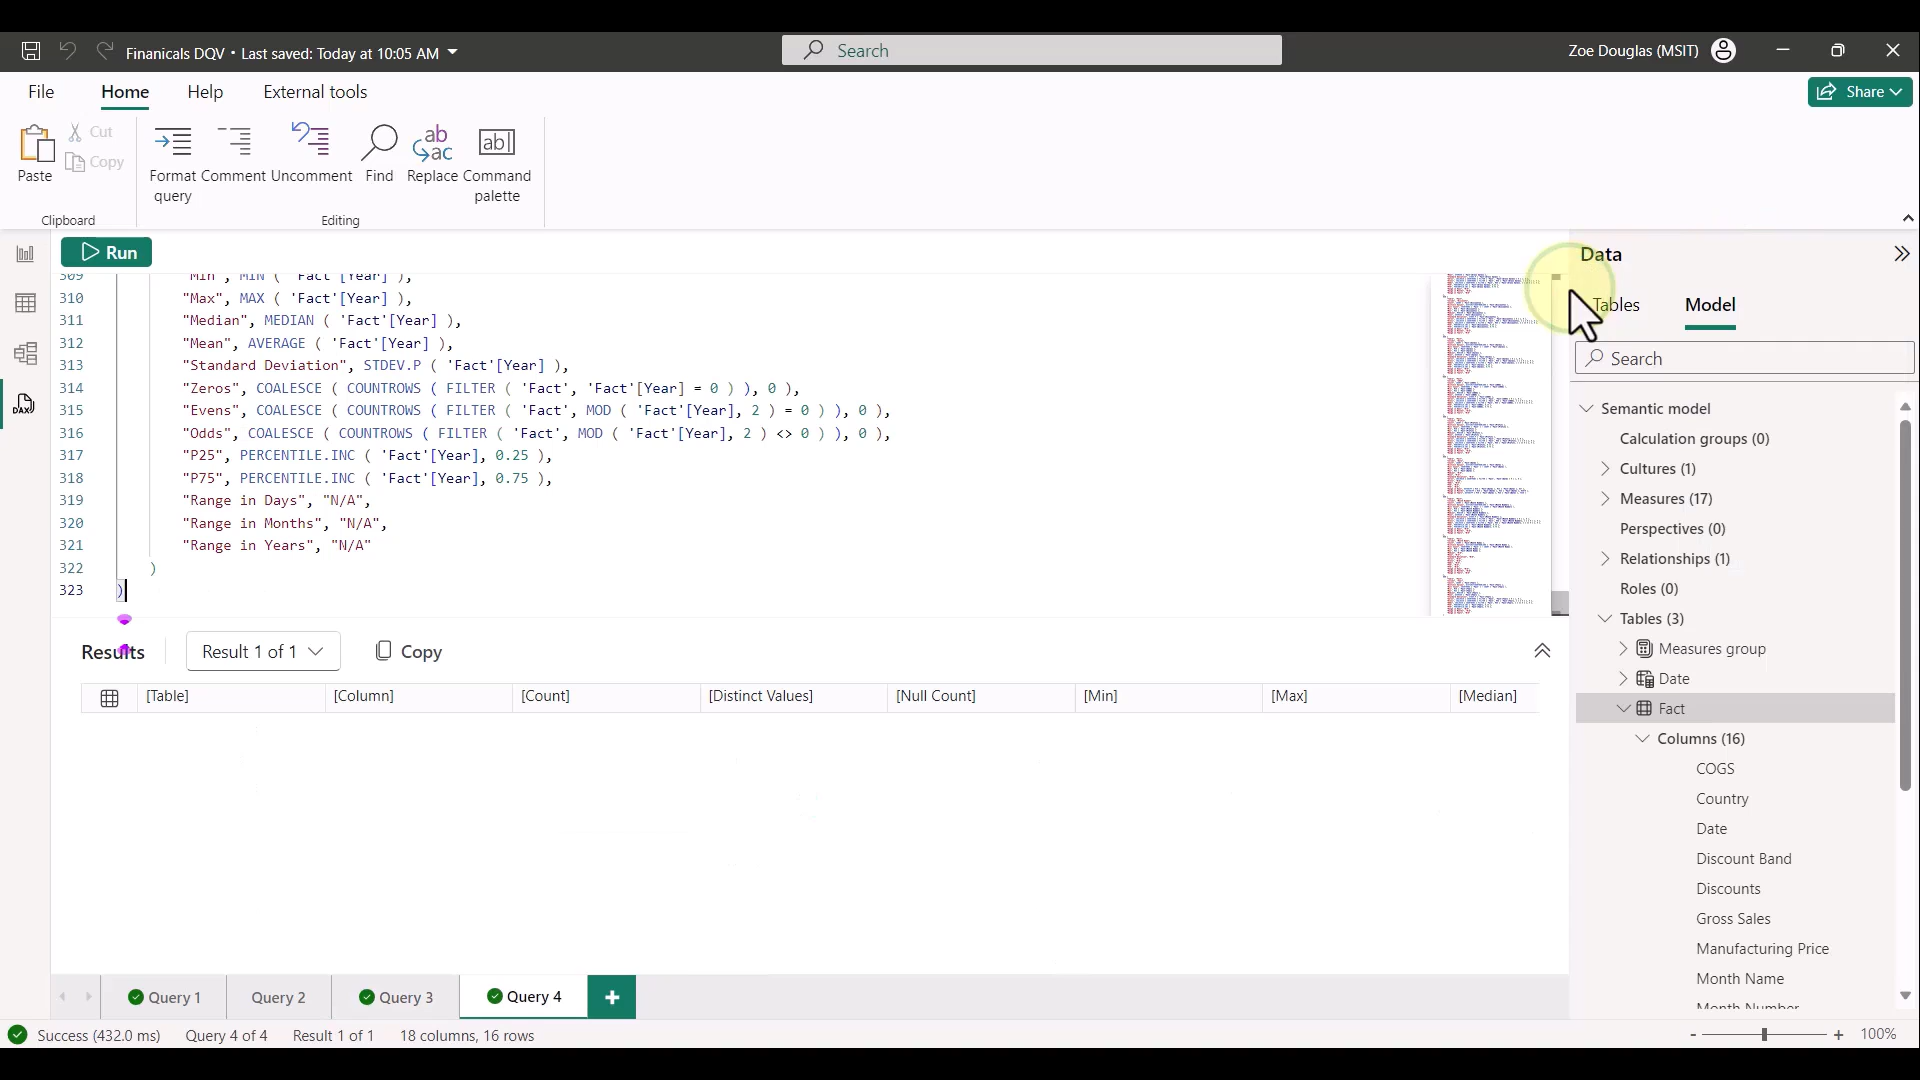 Finanicals DQV • Last saved: Today at 10:05 AM
Search
Zoe Douglas (MSIT)
File Home Help External tools
Share
Paste
Cut
Copy
Format query
Comment
Uncomment
Find
Replace
Command palette
Clipboard
Editing
Run
309 "Min", MIN ( 'Fact'[Year] ),
310 "Max", MAX ( 'Fact'[Year] ),
311 "Median", MEDIAN ( 'Fact'[Year] ),
312 "Mean", AVERAGE ( 'Fact'[Year] ),
313 "Standard Deviation", STDEV.P ( 'Fact'[Year] ),
314 "Zeros", COALESCE ( COUNTROWS ( FILTER ( 'Fact', 'Fact'[Year] = 0 ) ), 0 ),
315 "Evens", COALESCE ( COUNTROWS ( FILTER ( 'Fact', MOD ( 'Fact'[Year], 2 ) = 0 ) ), 0 ),
316 "Odds", COALESCE ( COUNTROWS ( FILTER ( 'Fact', MOD ( 'Fact'[Year], 2 ) <> 0 ) ), 0 ),
317 "P25", PERCENTILE.INC ( 'Fact'[Year], 0.25 ),
318 "P75", PERCENTILE.INC ( 'Fact'[Year], 0.75 ),
319 "Range in Days", "N/A",
320 "Range in Months", "N/A",
321 "Range in Years", "N/A"
322 )
323 )
Results
Result 1 of 1
Copy
[Table] [Column] [Count] [Distinct Values] [Null Count] [Min] [Max] [Median]
Query 1 Query 2 Query 3 Query 4 +
Success (432.0 ms) Query 4 of 4 Result 1 of 1 18 columns, 16 rows
- + 100%
Data
Tables Model
Search
Semantic model
Calculation groups (0)
Cultures (1)
Measures (17)
Perspectives (0)
Relationships (1)
Roles (0)
Tables (3)
Measures group
Date
Fact
Columns (16)
COGS
Country
Date
Discount Band
Discounts
Gross Sales
Manufacturing Price
Month Name
Month Number